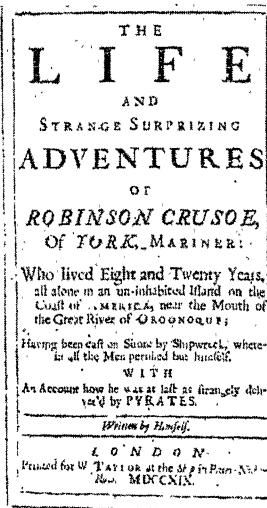 THE
LIFE
AND
STRANGE SURPRIZING
ADVENTURES
OF
ROBINSON CRUSOE,
Of YORK, MARINER:
Who lived Eight and Twenty Years,
all alone in an un-inhabited Island on the
Coast of AMERICA, near the Mouth of
the Great River of OROONOQUE;
Having been cast on Shore by Shipwreck, where-
in all the Men perished but himself.
WITH
An Account how he was at last as strangely deli-
ver'd by PYRATES.
Written by Himself.
LONDON
Printed for W. TAYLOR at the Ship in Pater-Noster-
Row. MDCCXIX.